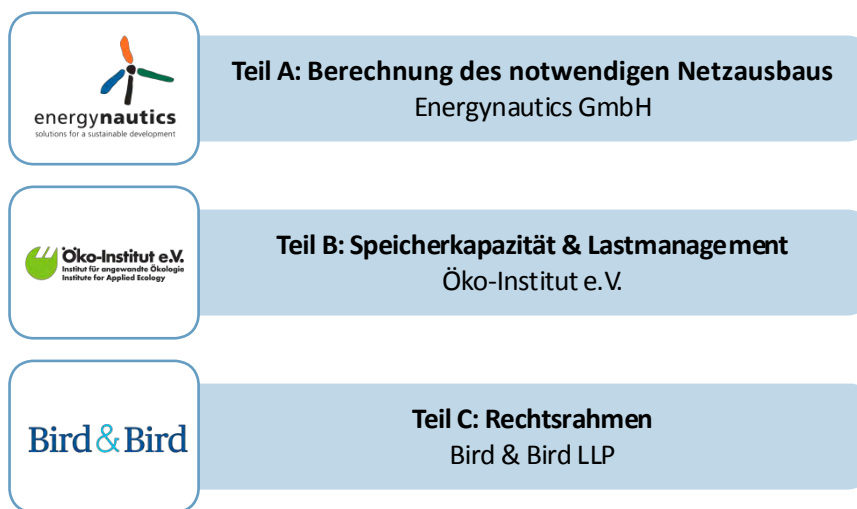 energynautics
solutions for a sustainable development
Teil A: Berechnung des notwendigen Netzausbaus
Energynautics GmbH
Öko-Institut e.V.
Institut für angewandte Ökologie
Institute for Applied Ecology
Teil B: Speicherkapazität & Lastmanagement
Öko-Institut e.V.
Bird & Bird
Teil C: Rechtsrahmen
Bird & Bird LLP